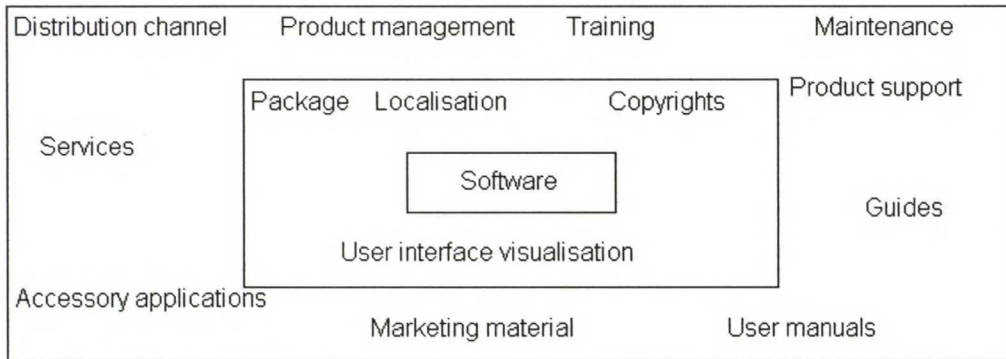 Distribution channel Product management Training Maintenance
Product support
Package Localisation Copyrights
Services
Software
Guides
User interface visualisation
Accessory applications
Marketing material User manuals